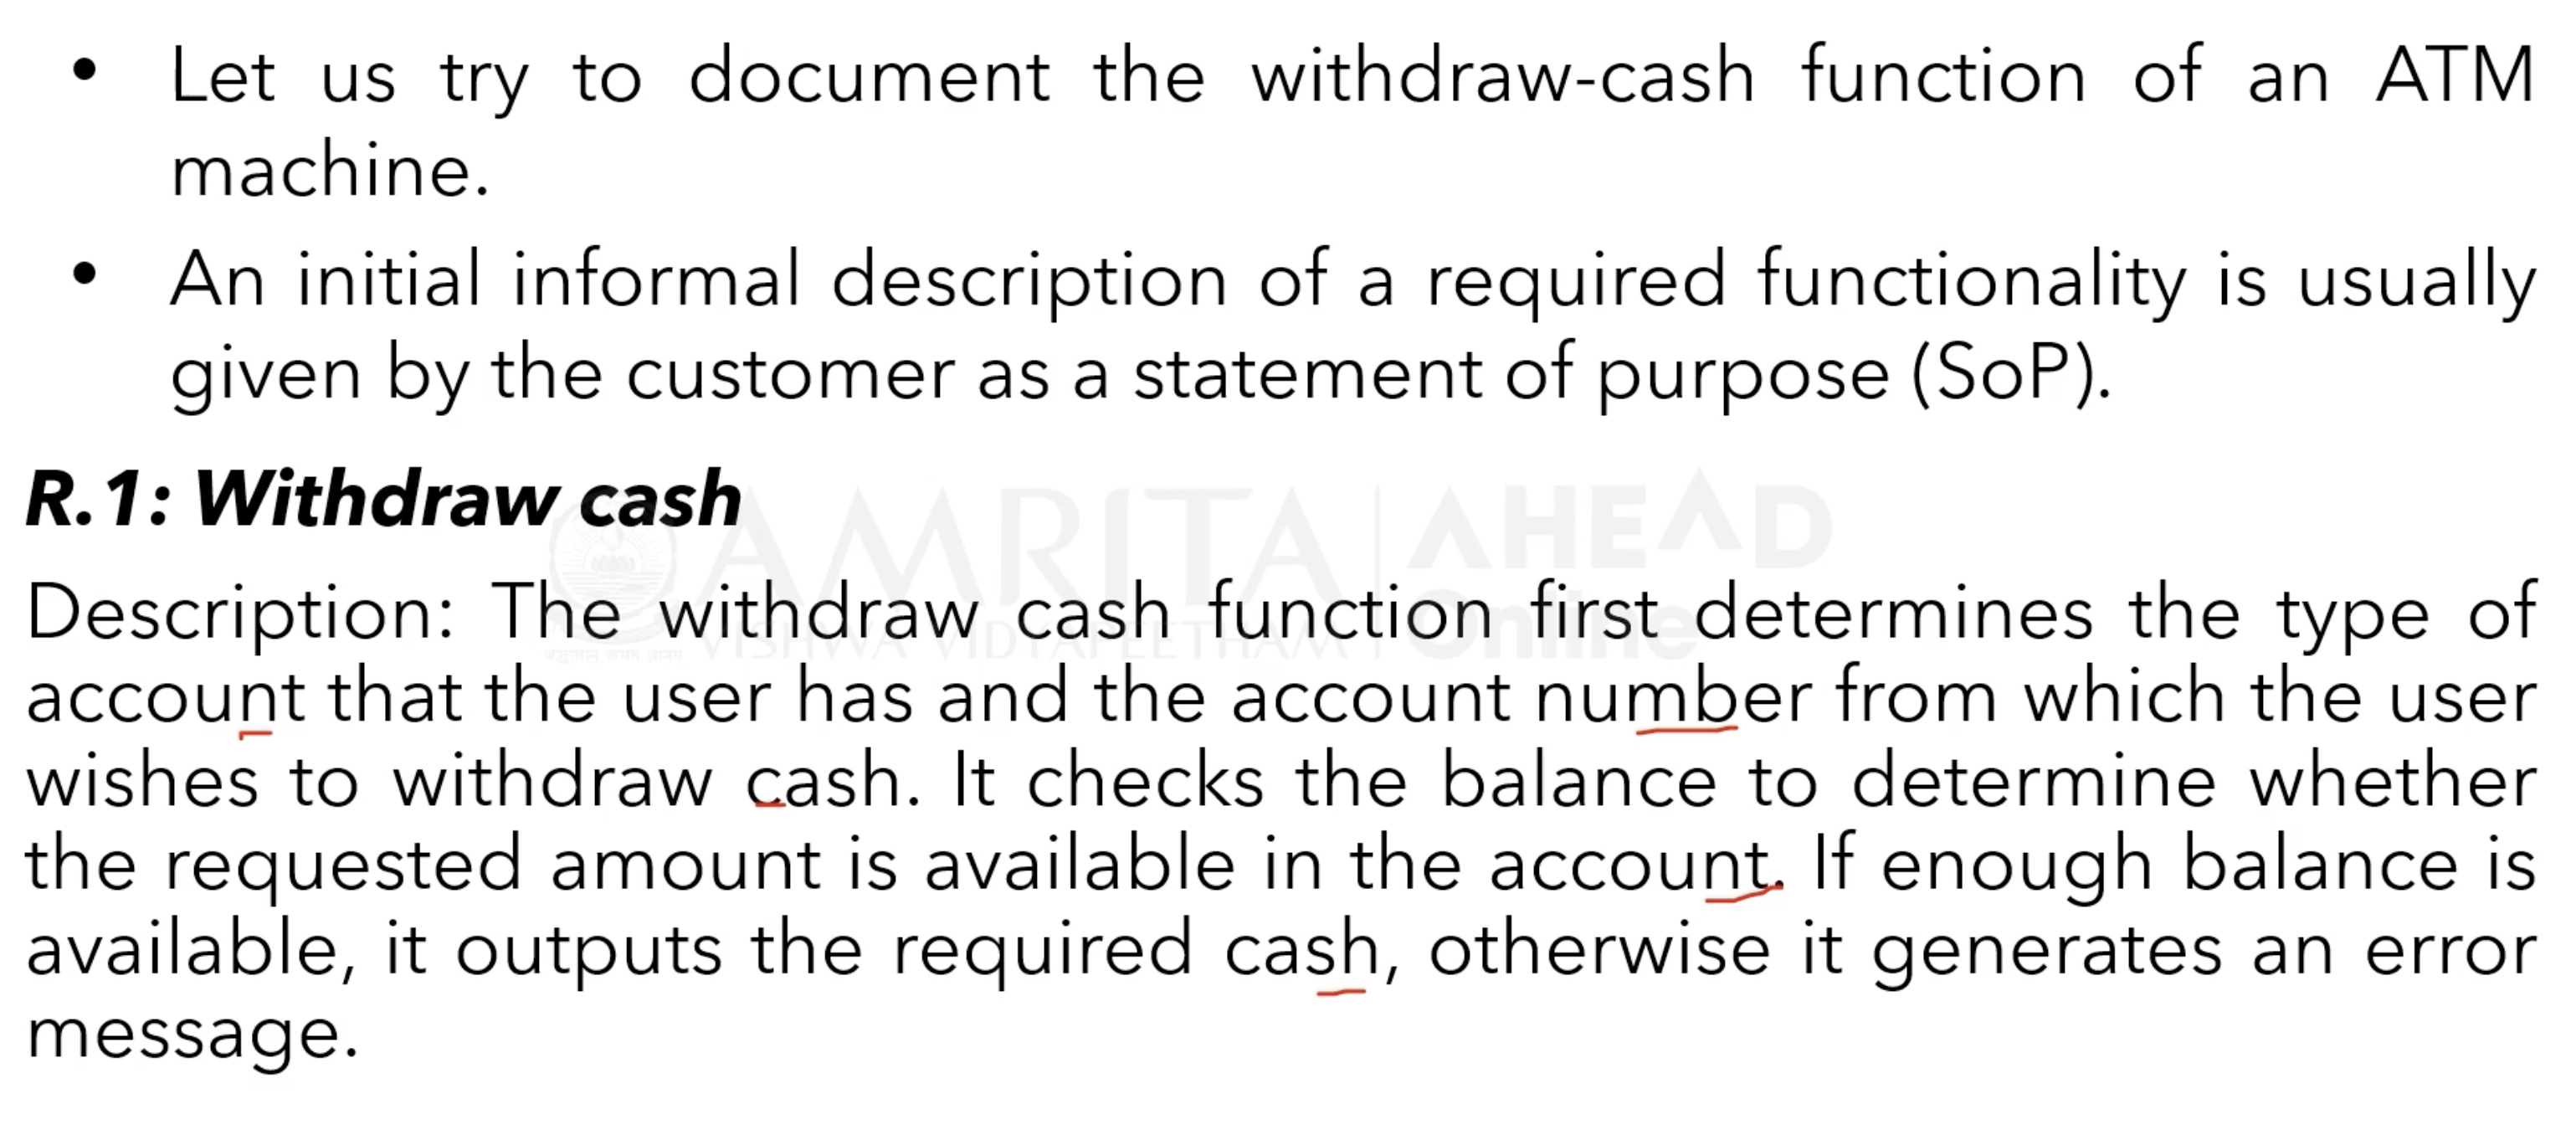 • Let us try to document the withdraw-cash function of an ATM
machine.
• An initial informal description of a required functionality is usually
given by the customer as a statement of purpose (SoP).
R.1: Withdraw cash
AMRITA AHEAD
Description: The withdraw cash function first determines the type of
VISHWA VIDYAPEETHAM Online
account that the user has and the account number from which the user
wishes to withdraw cash. It checks the balance to determine whether
the requested amount is available in the account. If enough balance is
available, it outputs the required cash, otherwise it generates an error
message.